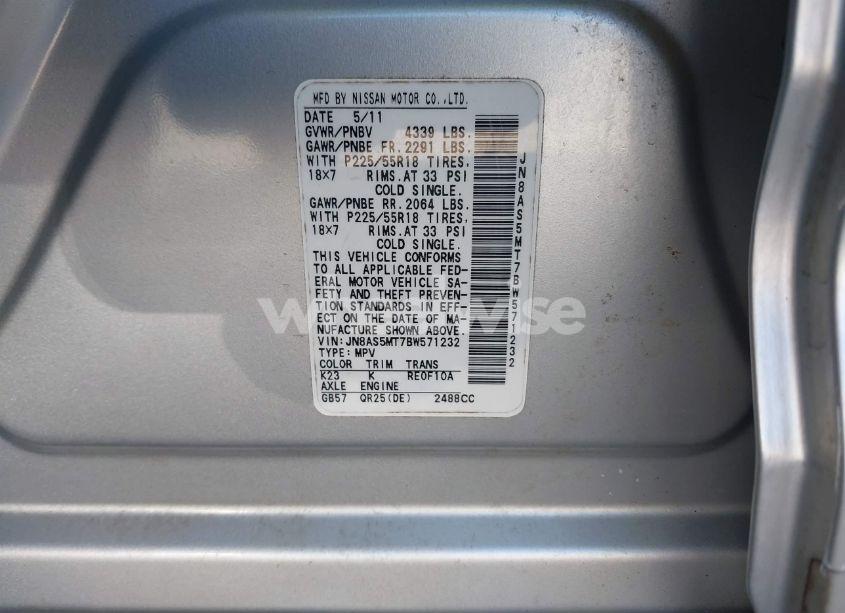 MFD BY NISSAN MOTOR CO.,LTD.
DATE 5/11
GVWR/PNBV 4339 LBS.
GAWR/PNBE FR.2291 LBS.
WITH P225/55R18 TIRES,
18×7 RIMS.AT 33 PSI
COLD SINGLE.
GAWR/PNBE RR.2064 LBS.
WITH P225/55R18 TIRES,
18×7 RIMS.AT 33 PSI
COLD SINGLE.
THIS VEHICLE CONFORMS
TO ALL APPLICABLE FED-
ERAL MOTOR VEHICLE SA-
FETY AND THEFT PREVEN-
TION STANDARDS IN EFF-
ECT ON THE DATE OF MA-
NUFACTURE SHOWN ABOVE.
VIN:JN8AS5MT7BW571232
TYPE:MPV
COLOR TRIM TRANS
K23 K RE0F10A
AXLE ENGINE
GB57 QR25(DE) 2488CC
JN8AS5MT7BW571232